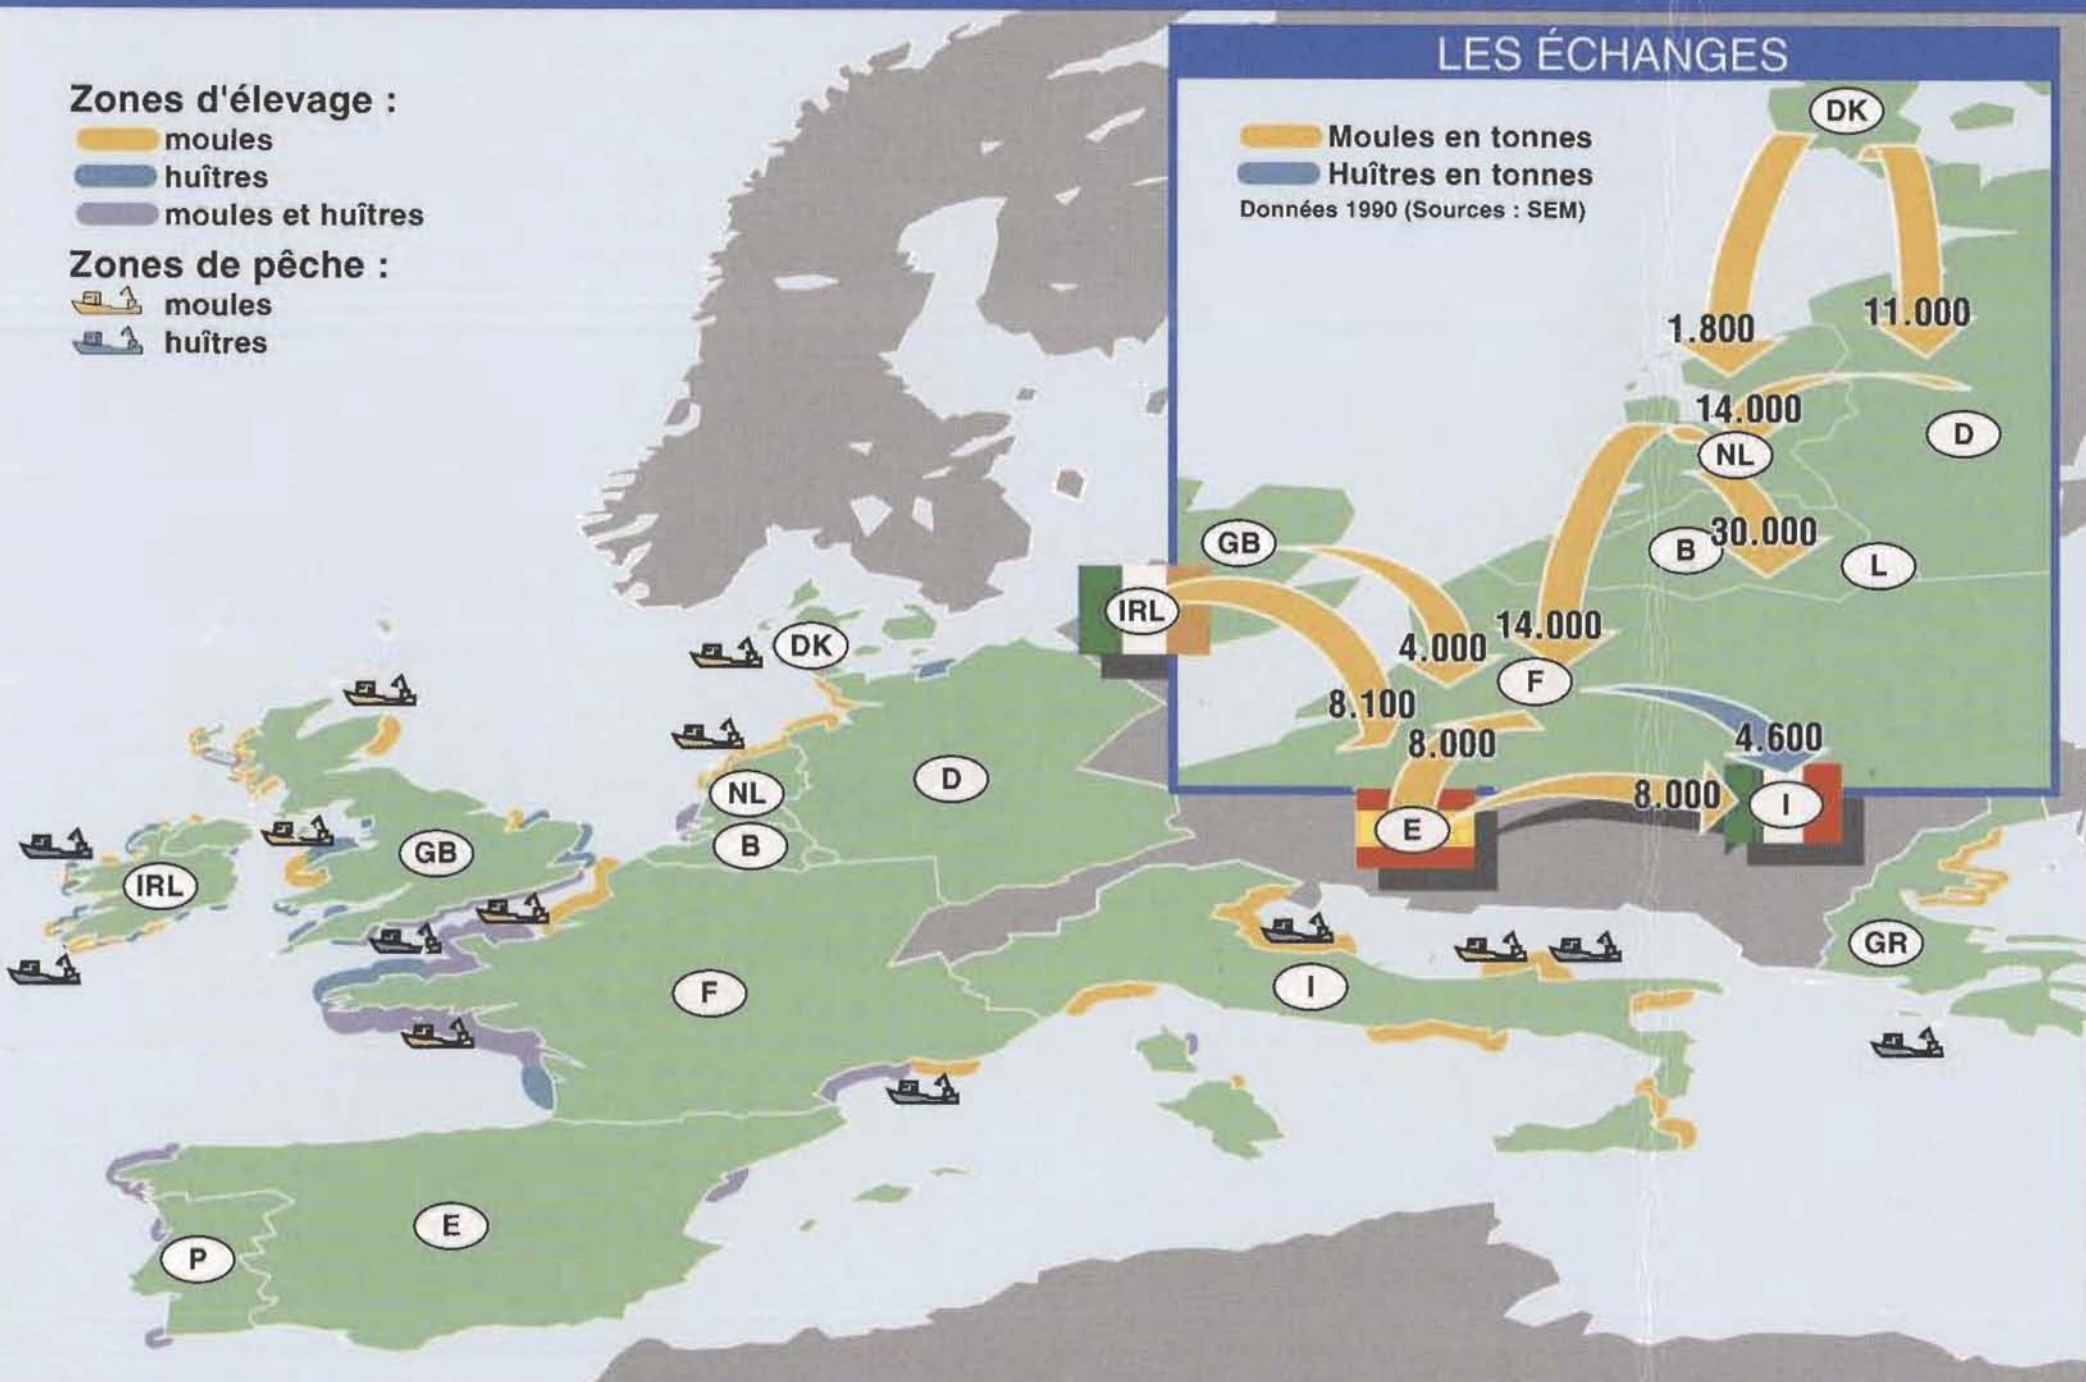 Zones d'élevage :
moules
huîtres
moules et huîtres
Zones de pêche :
moules
huîtres
LES ÉCHANGES
Moules en tonnes
Huîtres en tonnes
Données 1990 (Sources : SEM)
DK
1.800
11.000
14.000
D
NL
B
30.000
L
GB
IRL
4.000
14.000
F
8.100
8.000
4.600
8.000
E
I
DK
NL
D
B
GB
IRL
F
I
GR
E
P